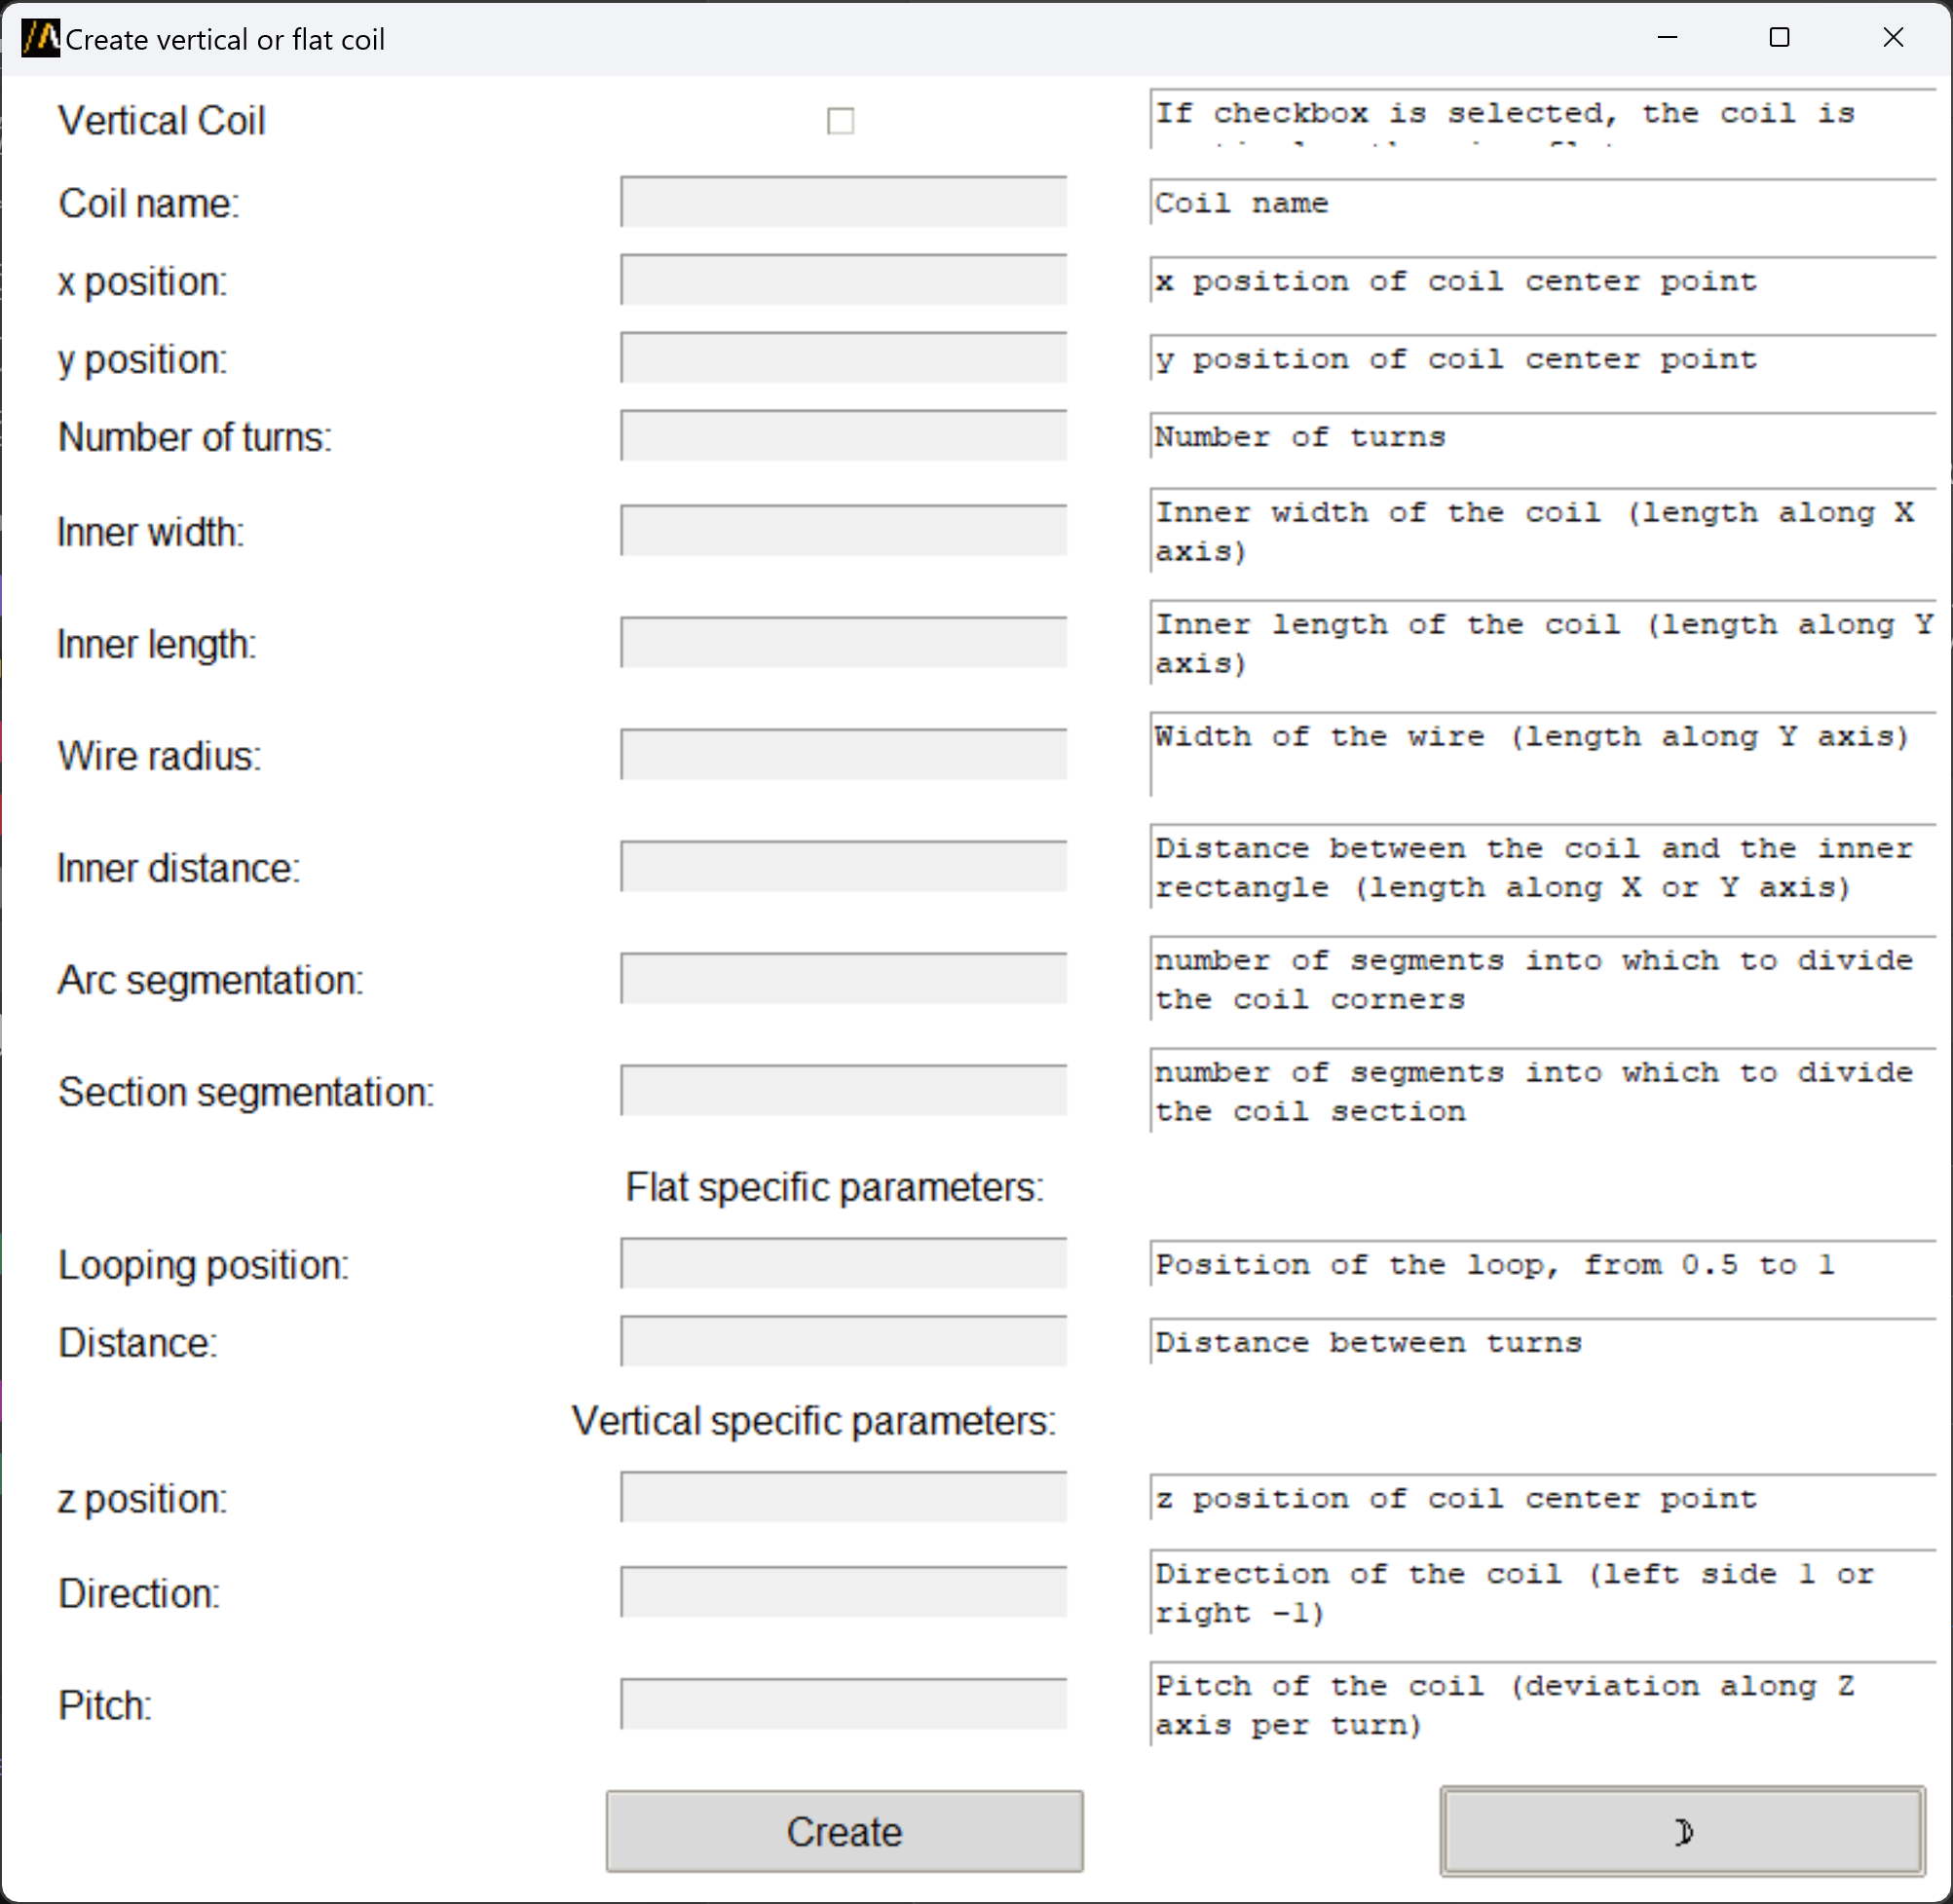 Create vertical or flat coil
Vertical Coil
If checkbox is selected, the coil is
Coil name:
Coil name
x position:
x position of coil center point
y position:
y position of coil center point
Number of turns:
Number of turns
Inner width:
Inner width of the coil (length along X
axis)
Inner length:
Inner length of the coil (length along Y
axis)
Wire radius:
Width of the wire (length along Y axis)
Inner distance:
Distance between the coil and the inner
rectangle (length along X or Y axis)
Arc segmentation:
number of segments into which to divide
the coil corners
Section segmentation:
number of segments into which to divide
the coil section
Flat specific parameters:
Looping position:
Position of the loop, from 0.5 to 1
Distance:
Distance between turns
Vertical specific parameters:
z position:
z position of coil center point
Direction:
Direction of the coil (left side 1 or
right -1)
Pitch:
Pitch of the coil (deviation along Z
axis per turn)
Create